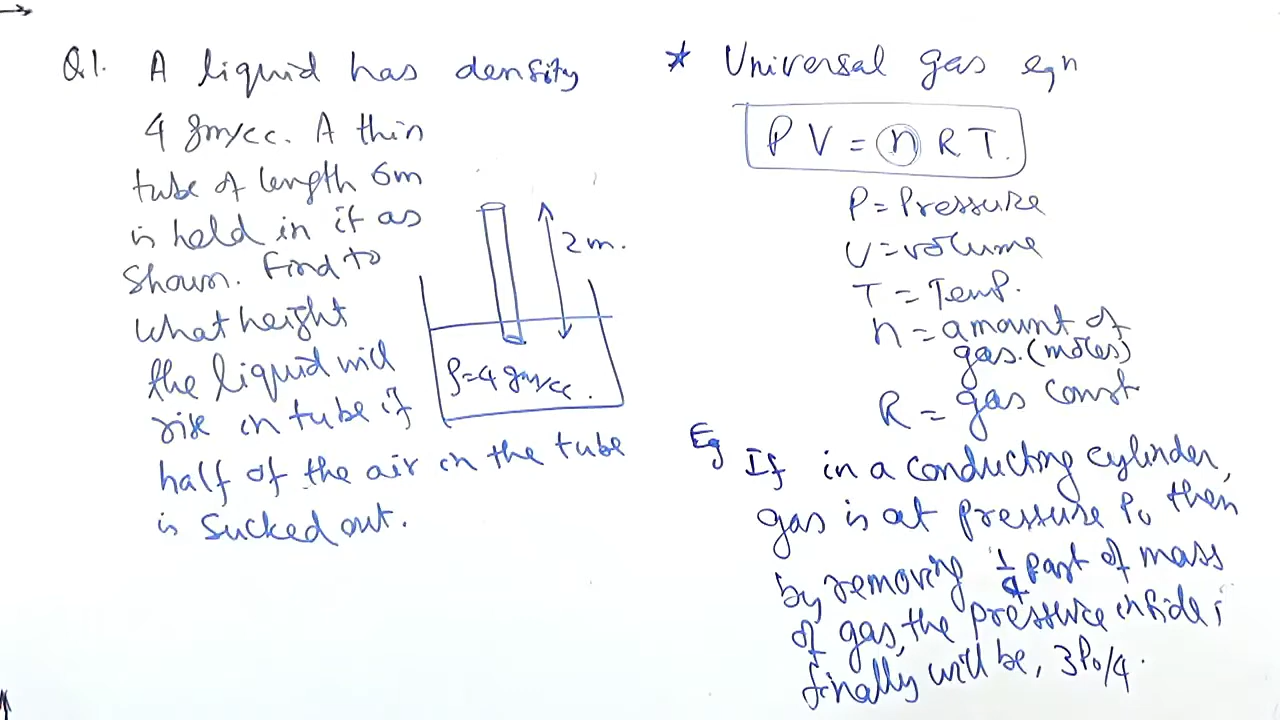 Q.1. A liquid has density
4 gm/cc. A thin
tube of length 6m
is held in it as
shown. Find to
what height
the liquid will
rise in tube if
half of the air in the tube
is sucked out.
2m.
ρ=4 gm/cc.
* Universal gas eqn
PV = nRT.
P = Pressure
V = volume
T = Temp.
n = amount of
gas. (moles)
R = gas const
Eg
If in a conducting cylinder,
gas is at pressure P₀ then
by removing 1/4 part of mass
of gas, the pressure inside
finally will be, 3P₀/4.